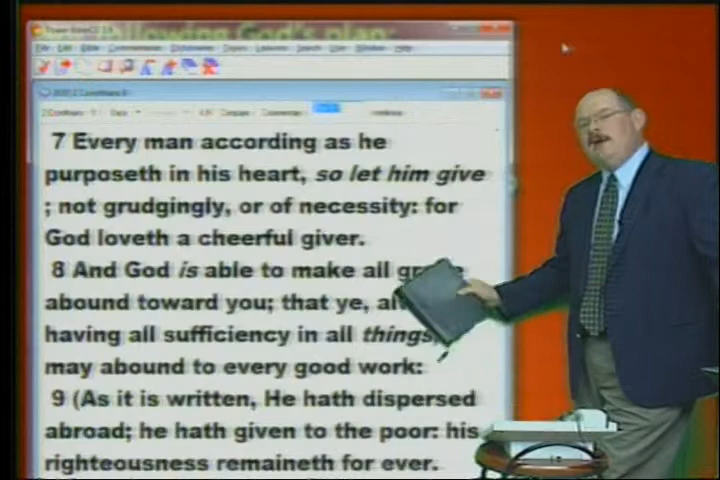 following God's plan:
7 Every man according as he
purposeth in his heart, so let him give
; not grudgingly, or of necessity: for
God loveth a cheerful giver.
8 And God is able to make all
abound toward you; that ye,
having all sufficiency in all things,
may abound to every good work:
9 (As it is written, He hath dispersed
abroad; he hath given to the poor: his
righteousness remaineth for ever.